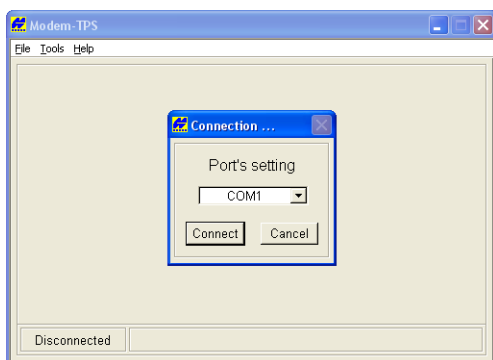 Modem-TPS
File Tools Help
Connection ...
Port's setting
COM1
Connect Cancel
Disconnected